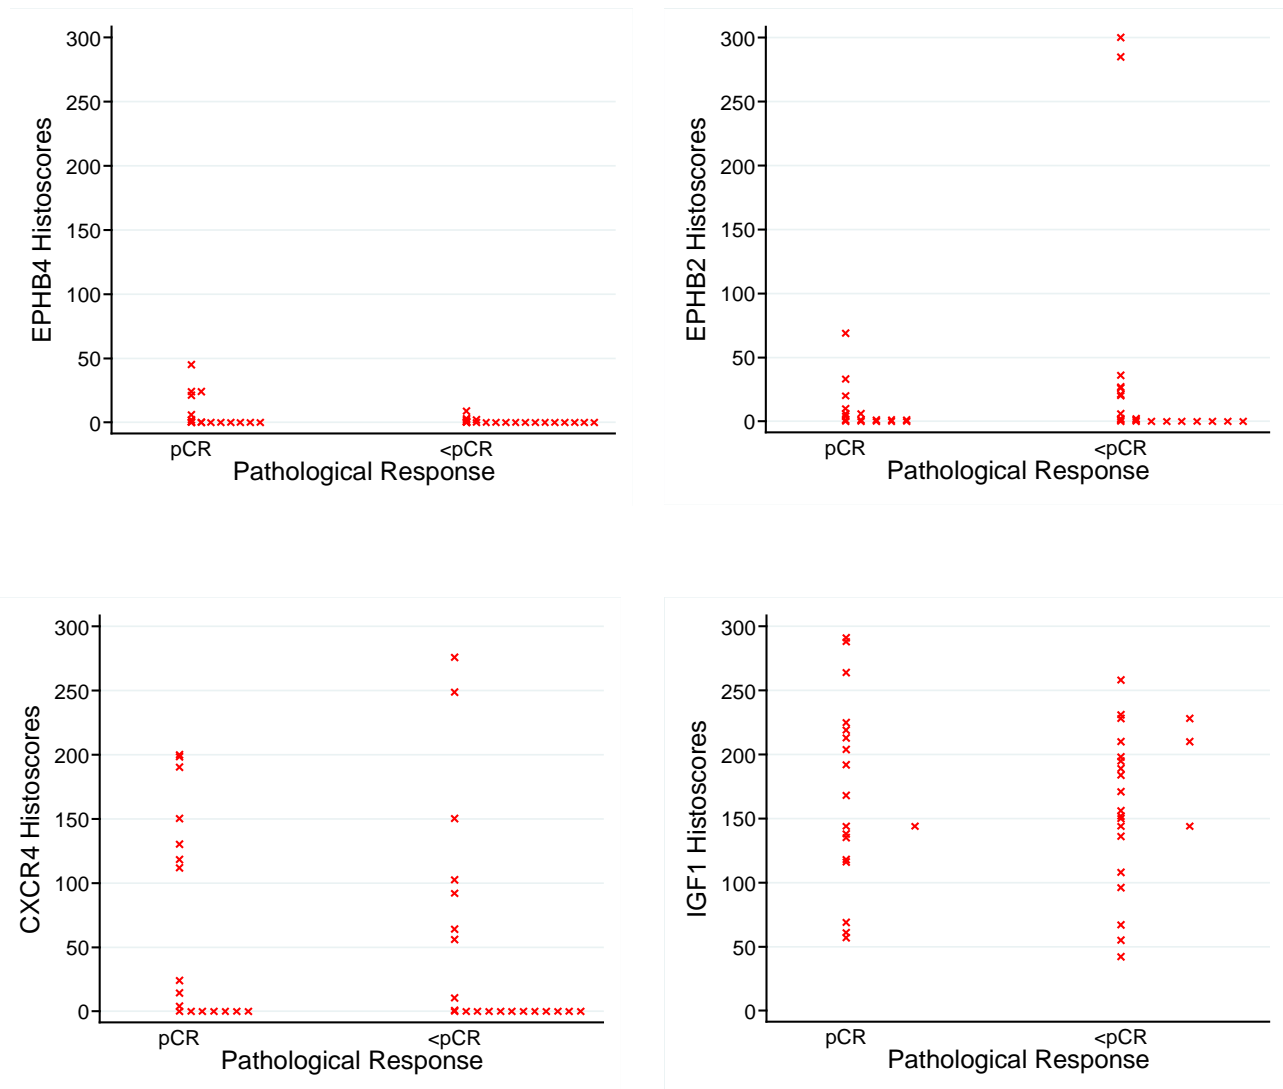 300
250
200
150
100
50
0
EPHB4 Histoscores
pCR <pCR
Pathological Response
300
250
200
150
100
50
0
EPHB2 Histoscores
pCR <pCR
Pathological Response
300
250
200
150
100
50
0
CXCR4 Histoscores
pCR <pCR
Pathological Response
300
250
200
150
100
50
0
IGF1 Histoscores
pCR <pCR
Pathological Response